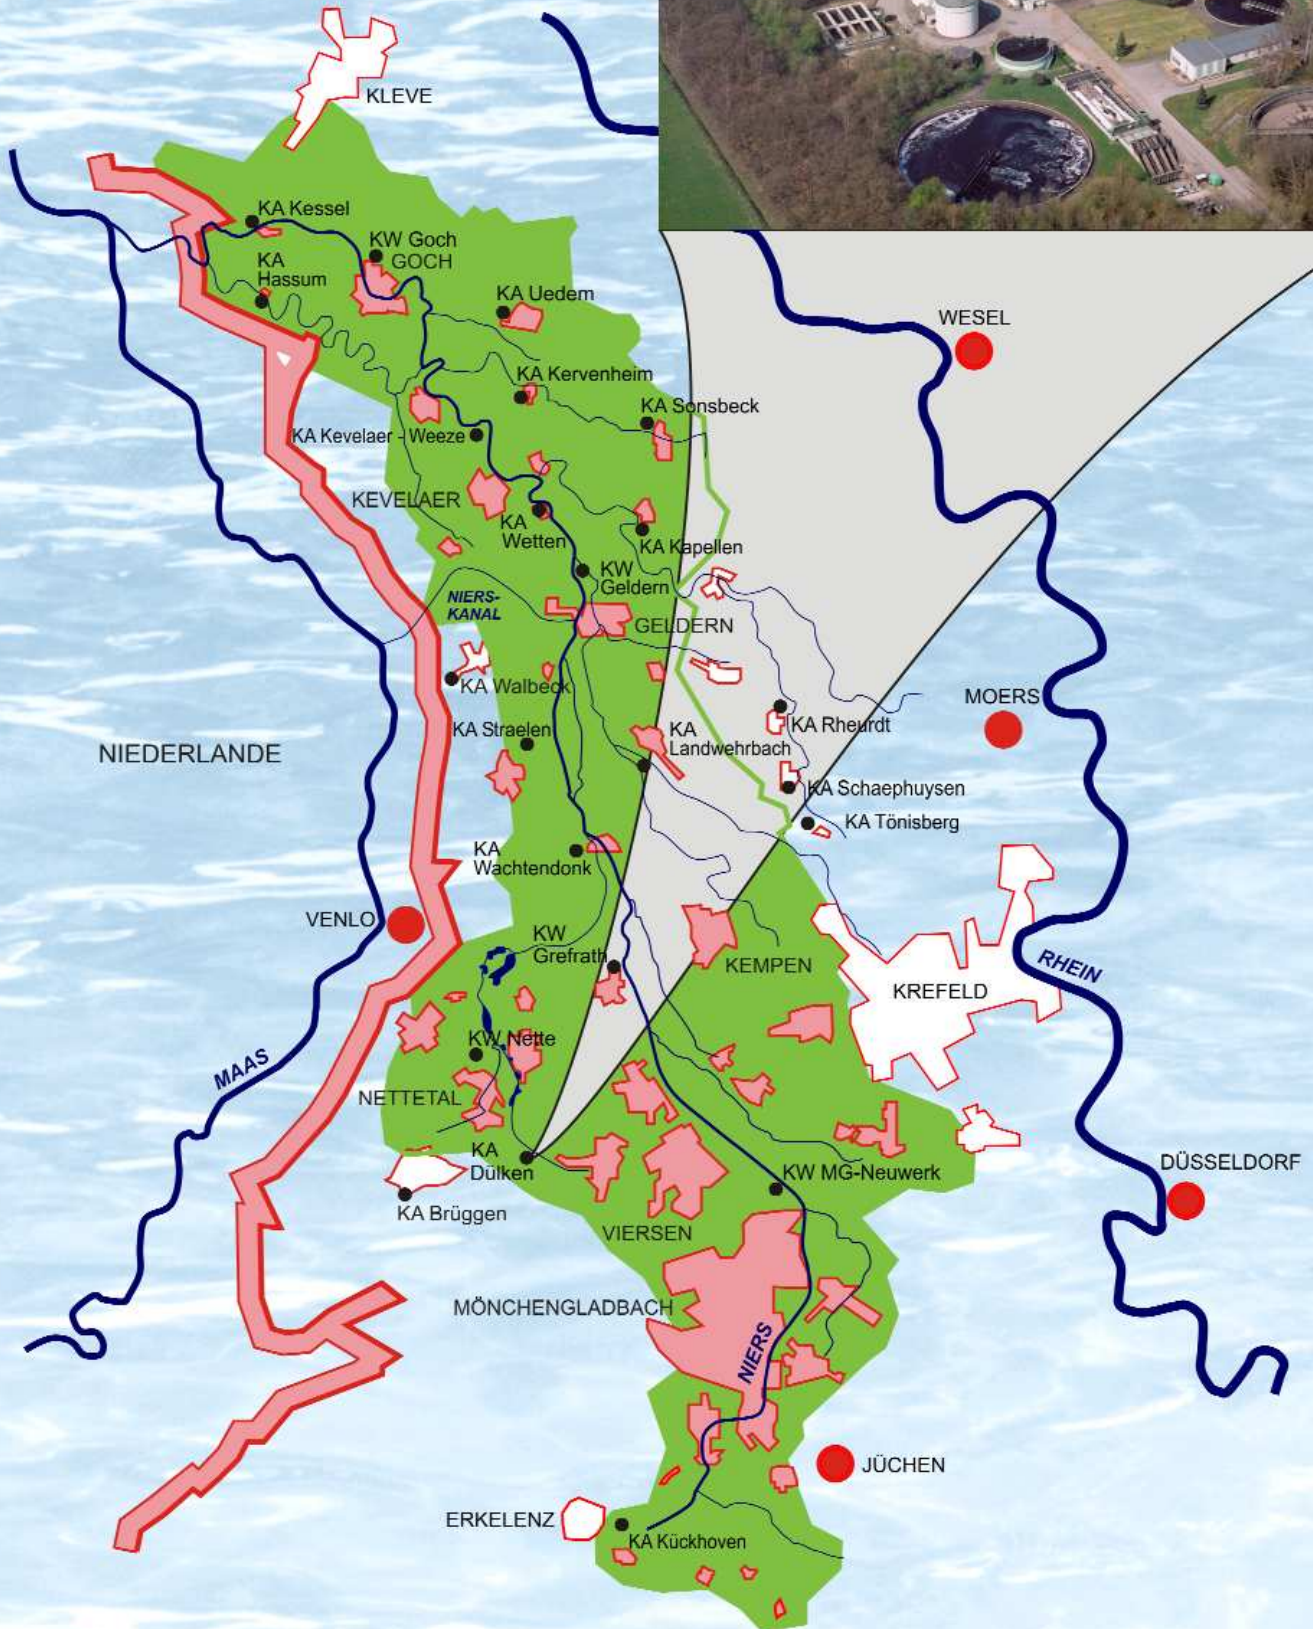 KLEVE
KA Kessel
KW Goch
GOCH
KA
Hassum
KA Uedem
WESEL
KA Kervenheim
KA Sonsbeck
KA Kevelaer - Weeze
KEVELAER
KA
Wetten
KA Kapellen
KW
Geldern
NIERS-
KANAL
GELDERN
KA Walbeck
MOERS
KA Rheurdt
KA Straelen
KA
Landwehrbach
NIEDERLANDE
KA Schaephuysen
KA Tönisberg
KA
Wachtendonk
VENLO
KW
Grefrath
KEMPEN
RHEIN
KREFELD
KW Nette
MAAS
NETTETAL
KA
Dülken
KW MG-Neuwerk
DÜSSELDORF
KA Brüggen
VIERSEN
MÖNCHENGLADBACH
NIERS
JÜCHEN
ERKELENZ
KA Kückhoven